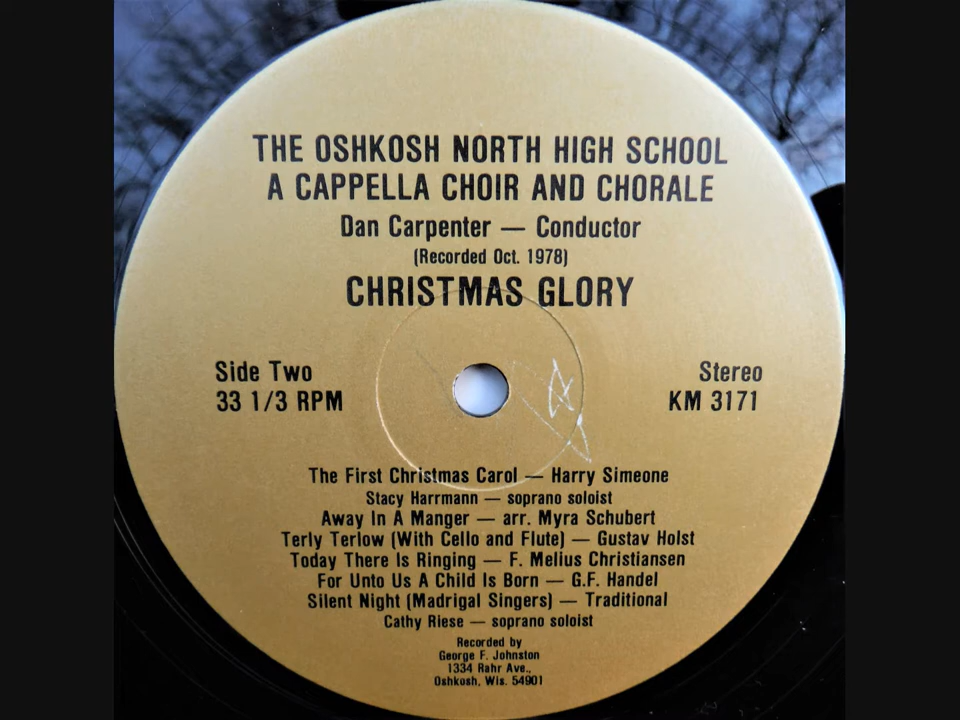 THE OSHKOSH NORTH HIGH SCHOOL
A CAPPELLA CHOIR AND CHORALE
Dan Carpenter — Conductor
(Recorded Oct. 1978)
CHRISTMAS GLORY
Side Two
33 1/3 RPM
Stereo
KM 3171
The First Christmas Carol — Harry Simeone
Stacy Harrmann — soprano soloist
Away In A Manger — arr. Myra Schubert
Terly Terlow (With Cello and Flute) — Gustav Holst
Today There Is Ringing — F. Melius Christiansen
For Unto Us A Child Is Born — G.F. Handel
Silent Night (Madrigal Singers) — Traditional
Cathy Riese — soprano soloist
Recorded by
George F. Johnston
1334 Rahr Ave.,
Oshkosh, Wis. 54901